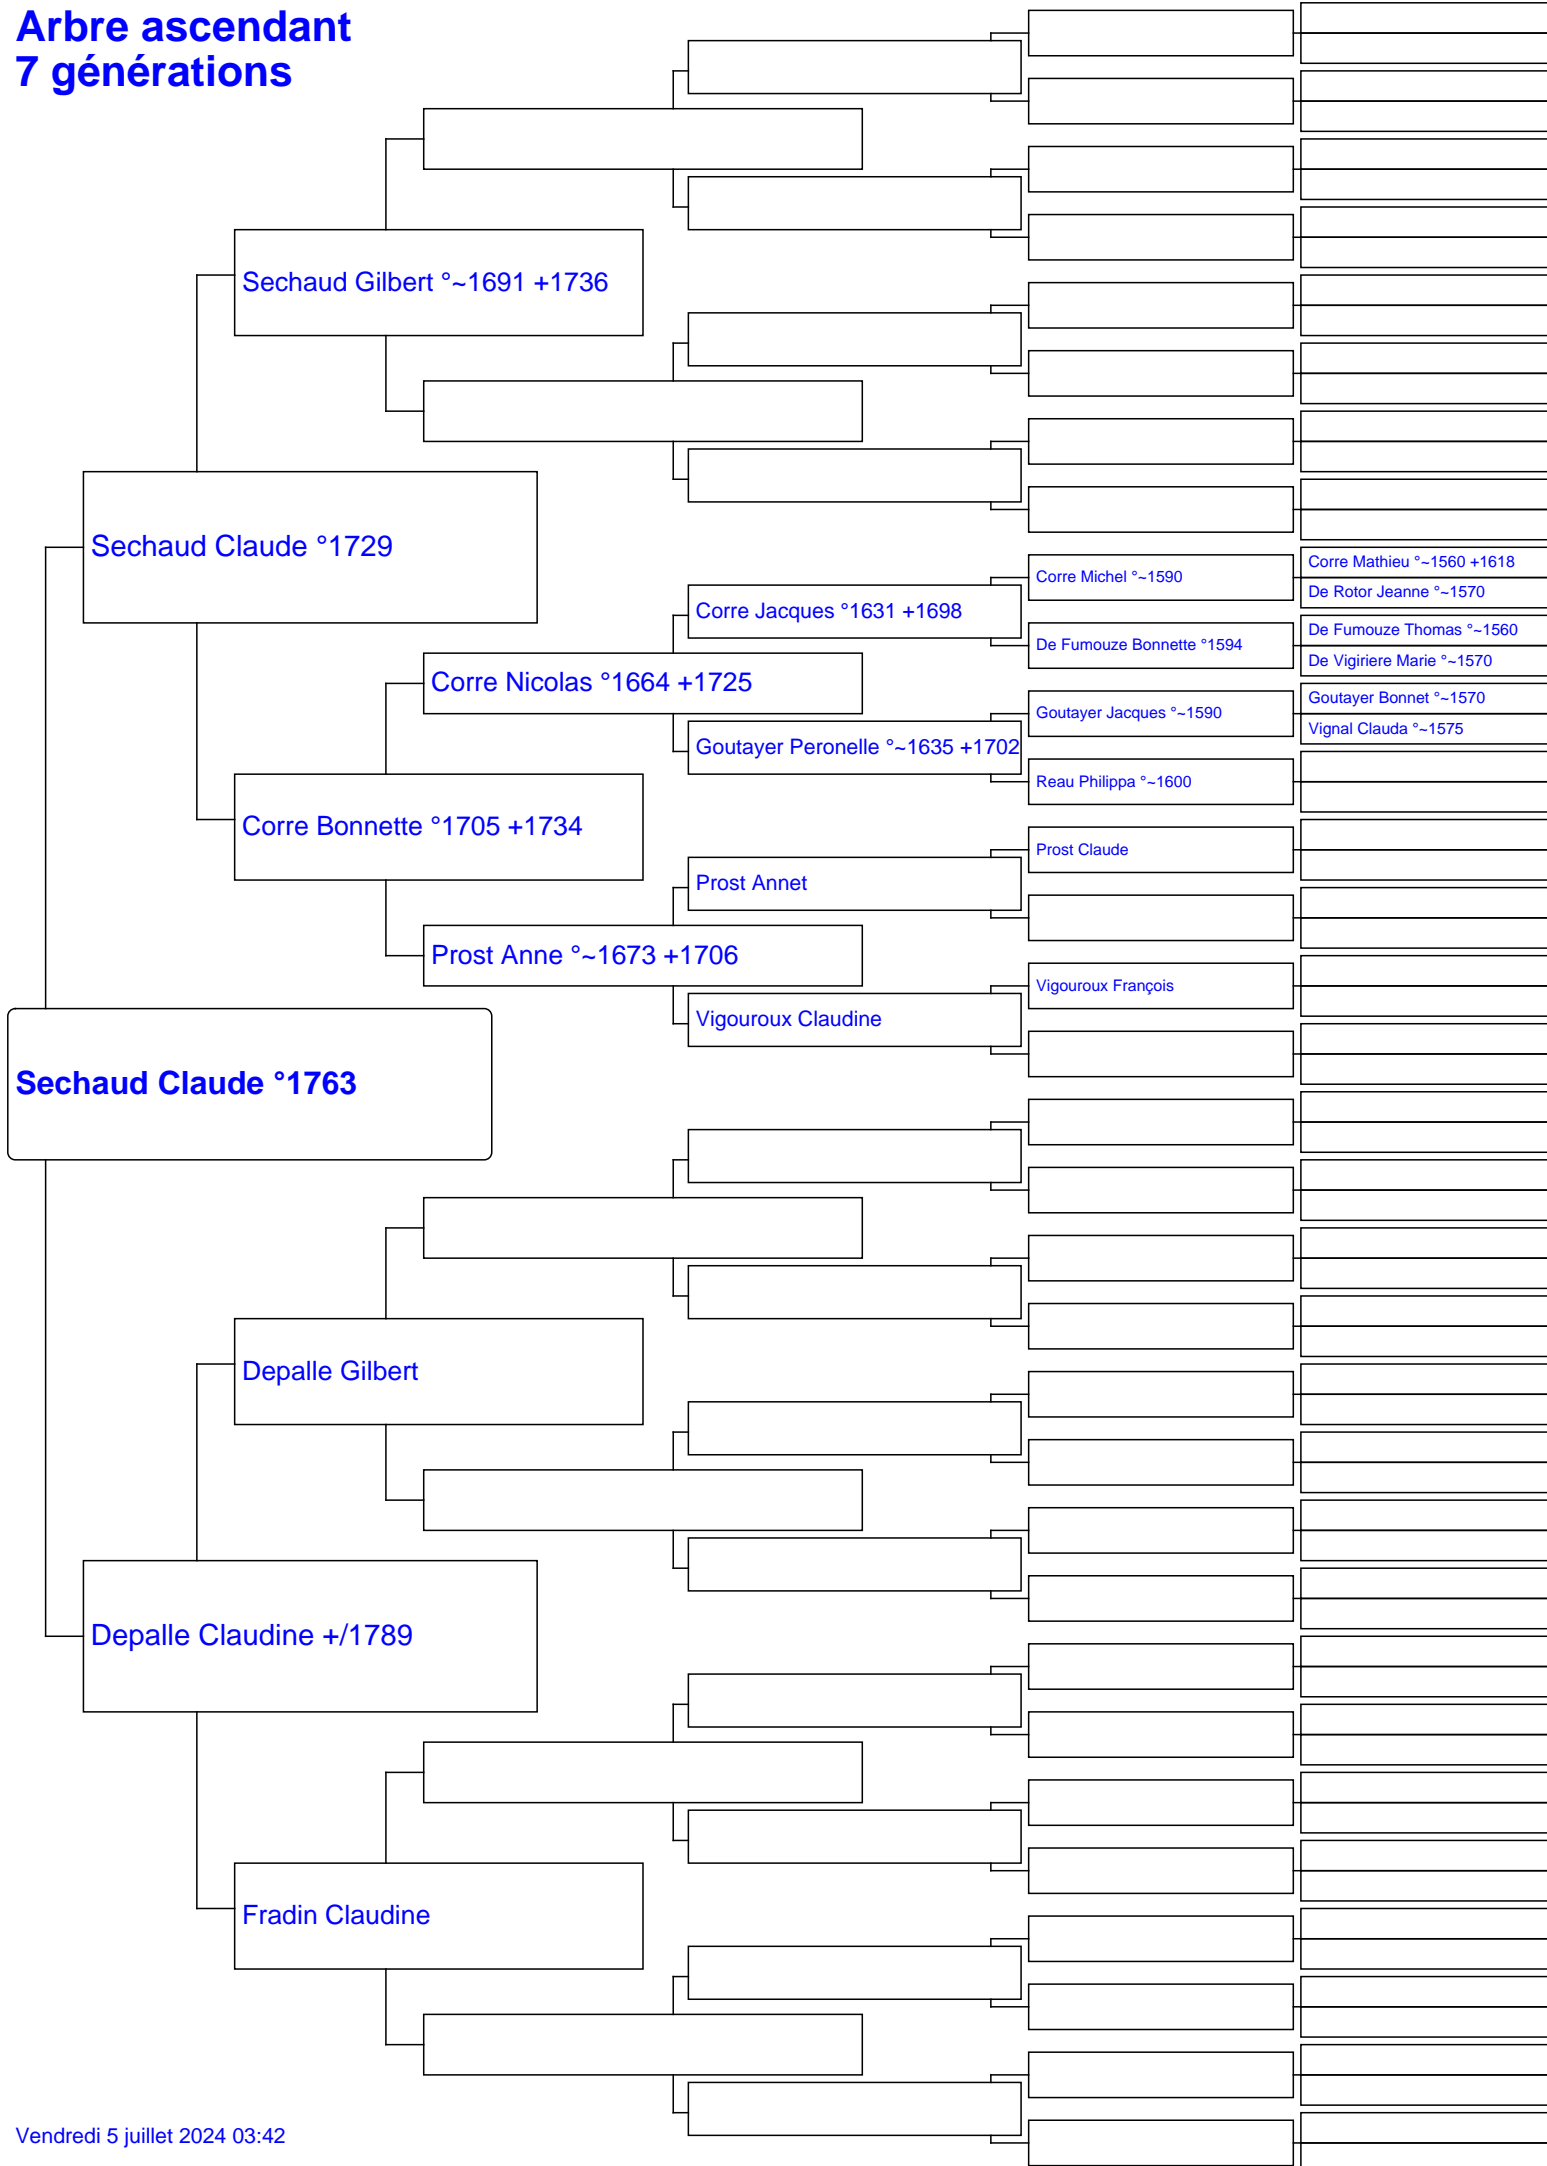 Arbre ascendant
7 générations
Sechaud Gilbert °~1691 +1736
Sechaud Claude °1729
Corre Mathieu °~1560 +1618
Corre Michel °~1590
De Rotor Jeanne °~1570
Corre Jacques °1631 +1698
De Fumouze Thomas °~1560
De Fumouze Bonnette °1594
De Vigiriere Marie °~1570
Corre Nicolas °1664 +1725
Goutayer Bonnet °~1570
Goutayer Jacques °~1590
Vignal Clauda °~1575
Goutayer Peronelle °~1635 +1702
Reau Philippa °~1600
Corre Bonnette °1705 +1734
Prost Claude
Prost Annet
Prost Anne °~1673 +1706
Vigouroux François
Vigouroux Claudine
Sechaud Claude °1763
Depalle Gilbert
Depalle Claudine +/1789
Fradin Claudine
Vendredi 5 juillet 2024 03:42